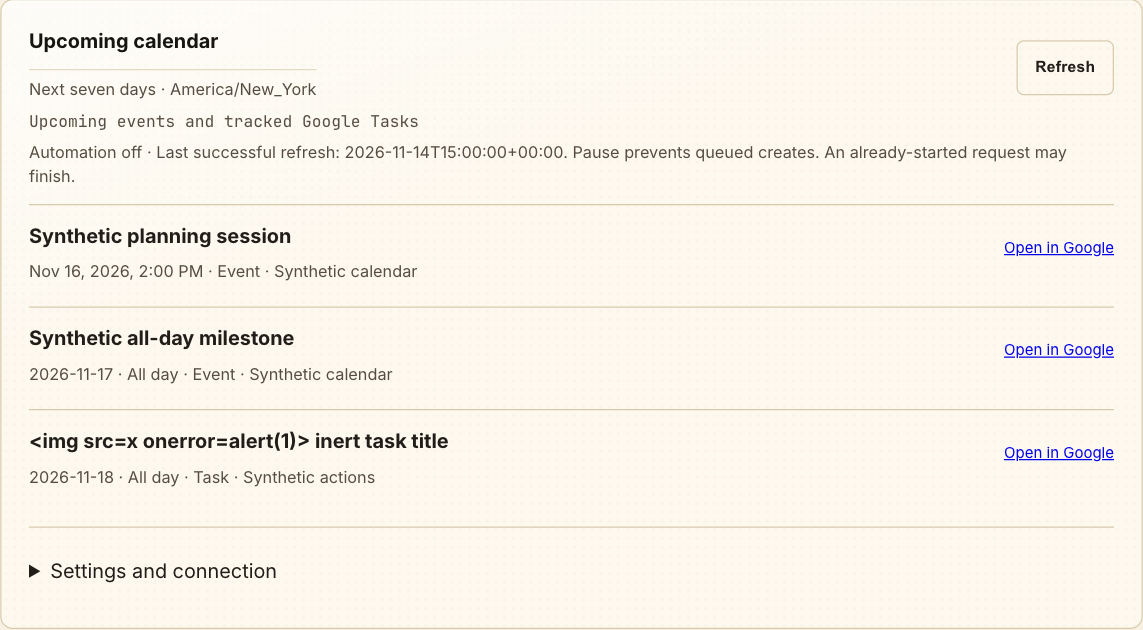 Upcoming calendar
Refresh
Next seven days · America/New_York
Upcoming events and tracked Google Tasks
Automation off · Last successful refresh: 2026-11-14T15:00:00+00:00. Pause prevents queued creates. An already-started request may
finish.
Synthetic planning session
Open in Google
Nov 16, 2026, 2:00 PM · Event · Synthetic calendar
Synthetic all-day milestone
Open in Google
2026-11-17 · All day · Event · Synthetic calendar
<img src=x onerror=alert(1)> inert task title
Open in Google
2026-11-18 · All day · Task · Synthetic actions
Settings and connection